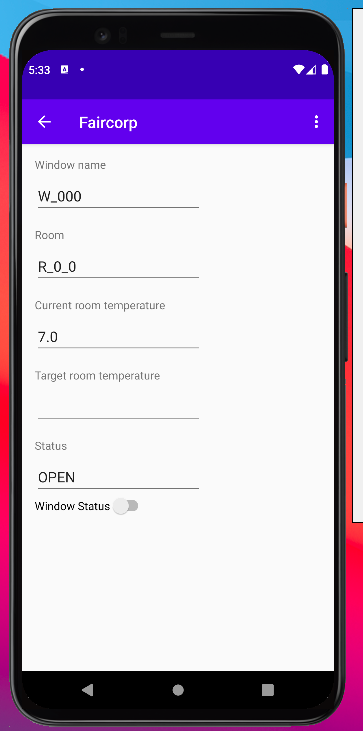 5:33
Faircorp
Window name
W_000
Room
R_0_0
Current room temperature
7.0
Target room temperature
Status
OPEN
Window Status